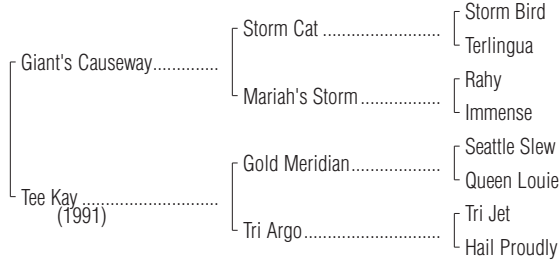 Storm Bird
Storm Cat ........................
Terlingua
Giant's Causeway..............
Rahy
Mariah's Storm .................
Immense
Seattle Slew
Gold Meridian...................
Queen Louie
Tee Kay .............................
(1991)
Tri Jet
Tri Argo.............................
Hail Proudly